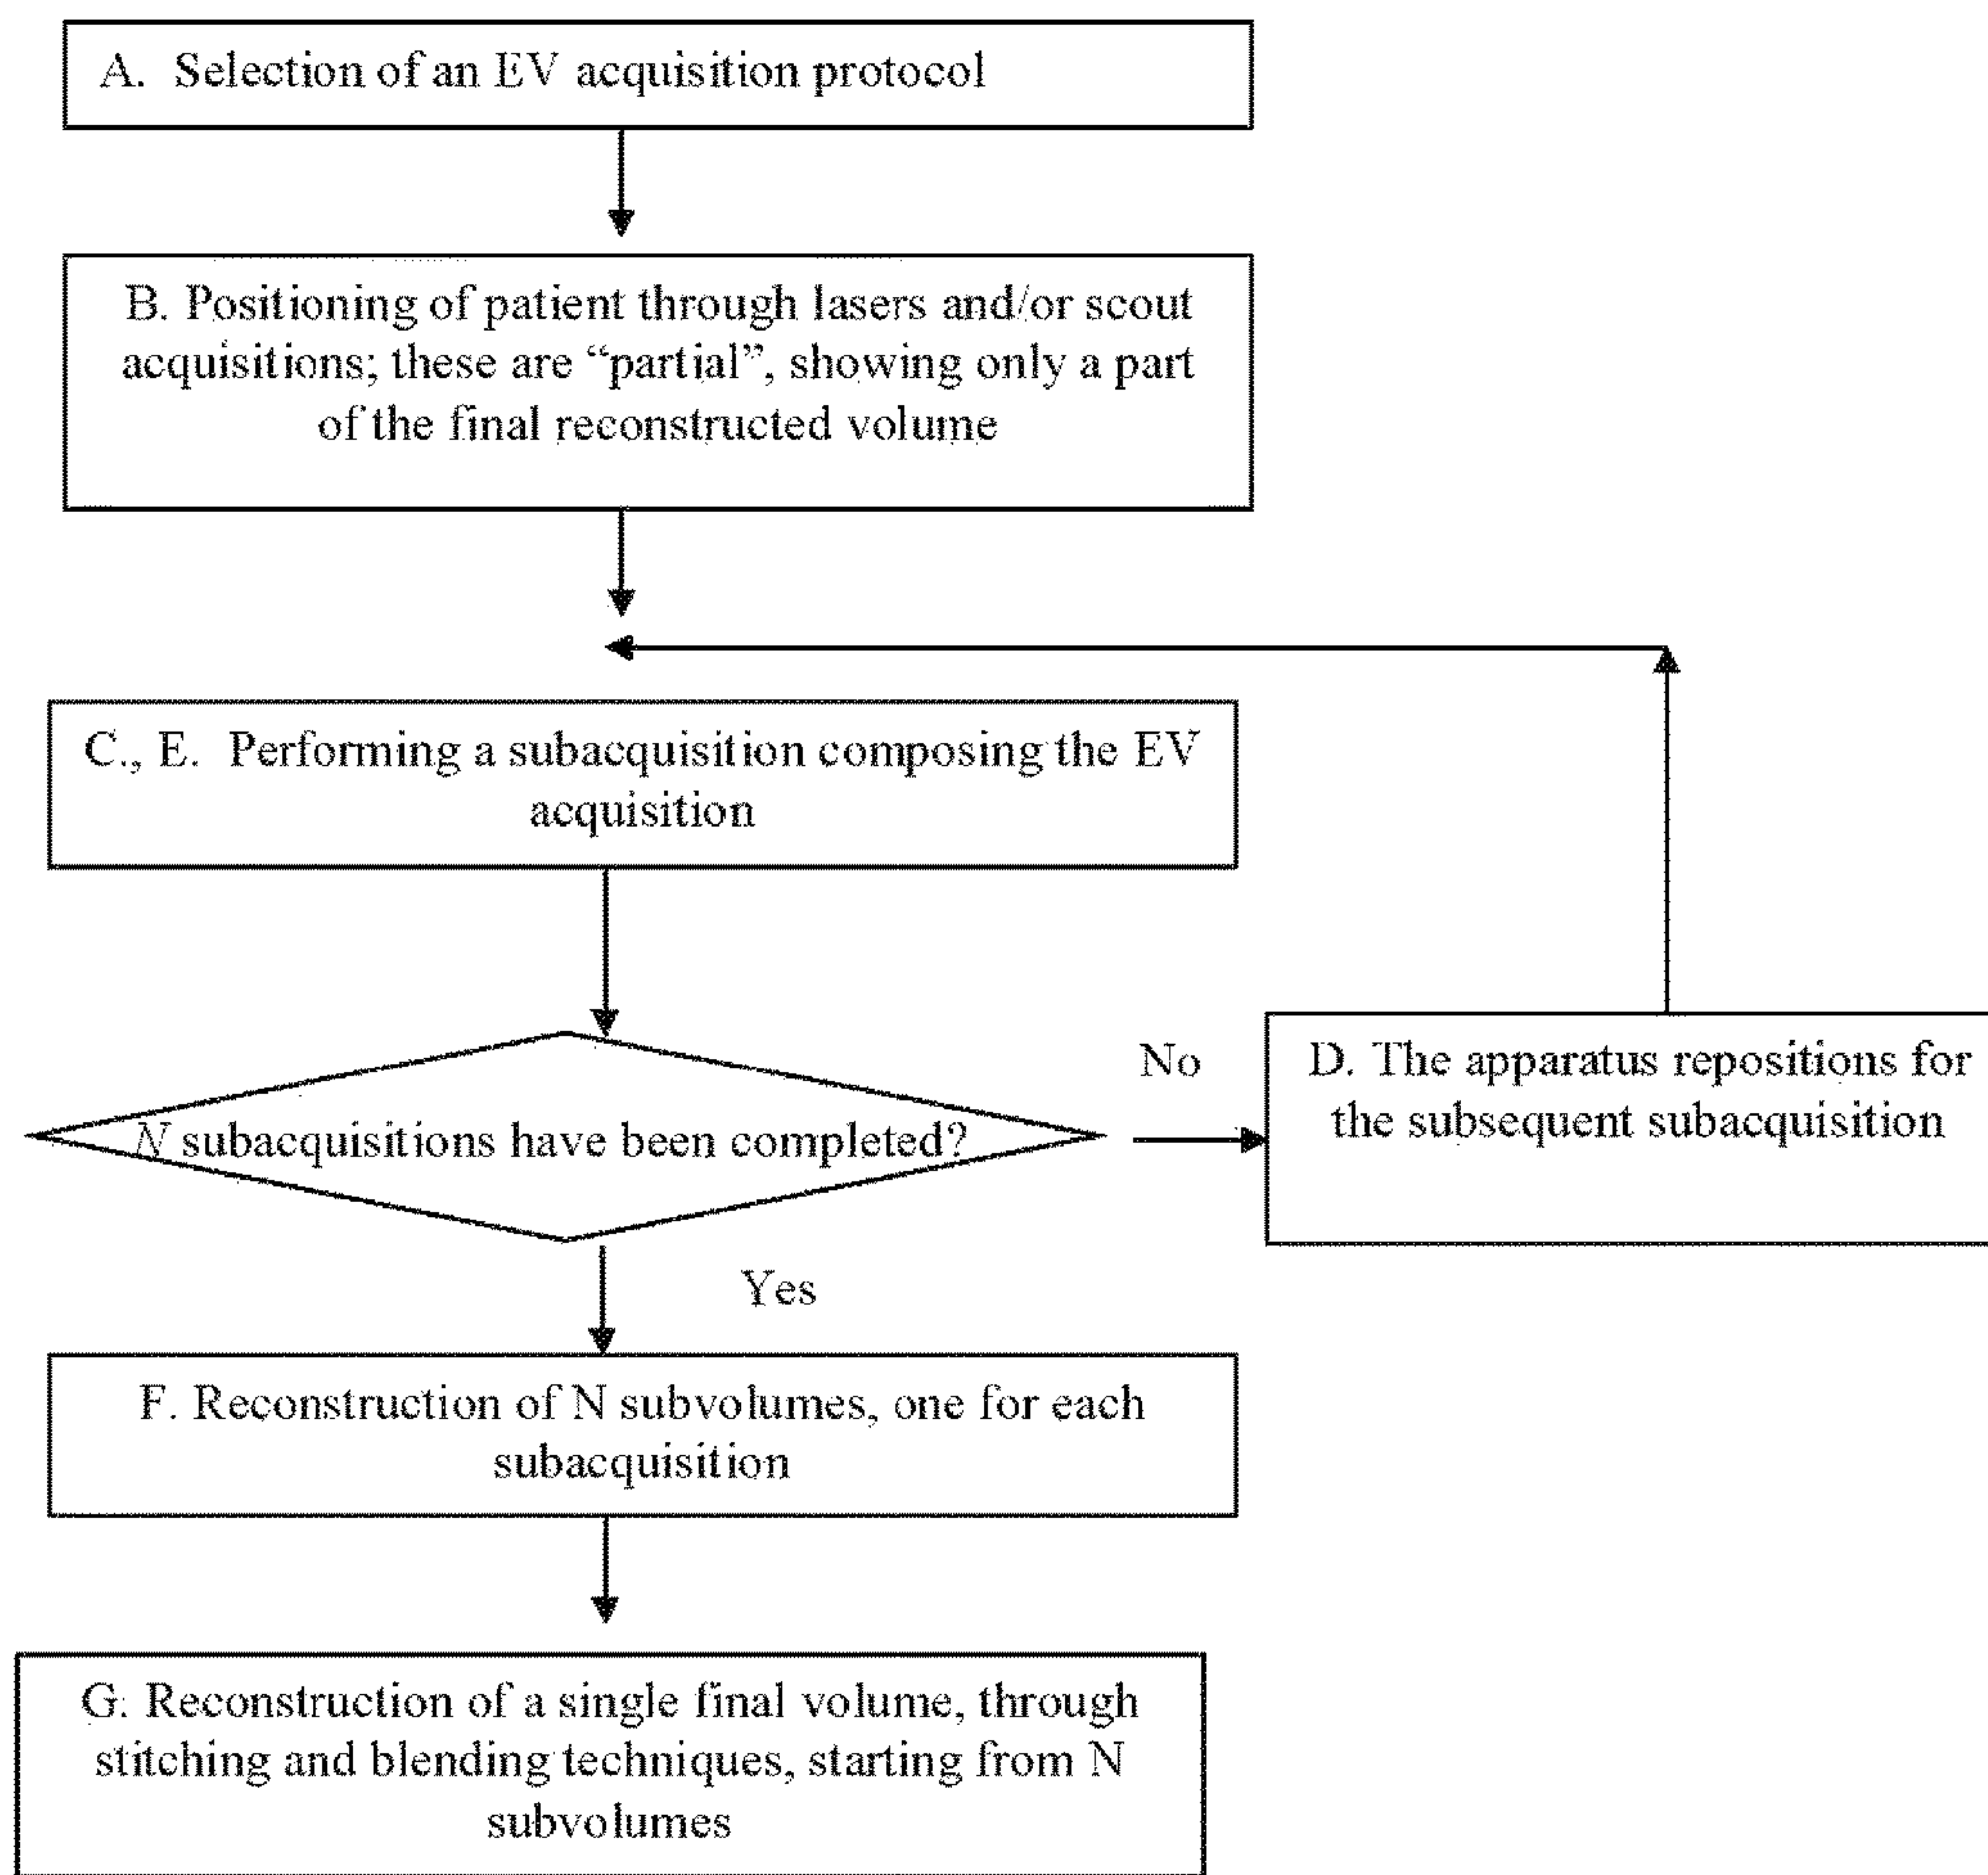 A. Selection of an EV acquisition protocol
B. Positioning of patient through lasers and/or scout
acquisitions; these are “partial”, showing only a part
of the final reconstructed volume
C., E. Performing a subacquisition composing the EV
acquisition
N subacquisitions have been completed?
No
D. The apparatus repositions for
the subsequent subacquisition
Yes
F. Reconstruction of N subvolumes, one for each
subacquisition
G. Reconstruction of a single final volume, through
stitching and blending techniques, starting from N
subvolumes